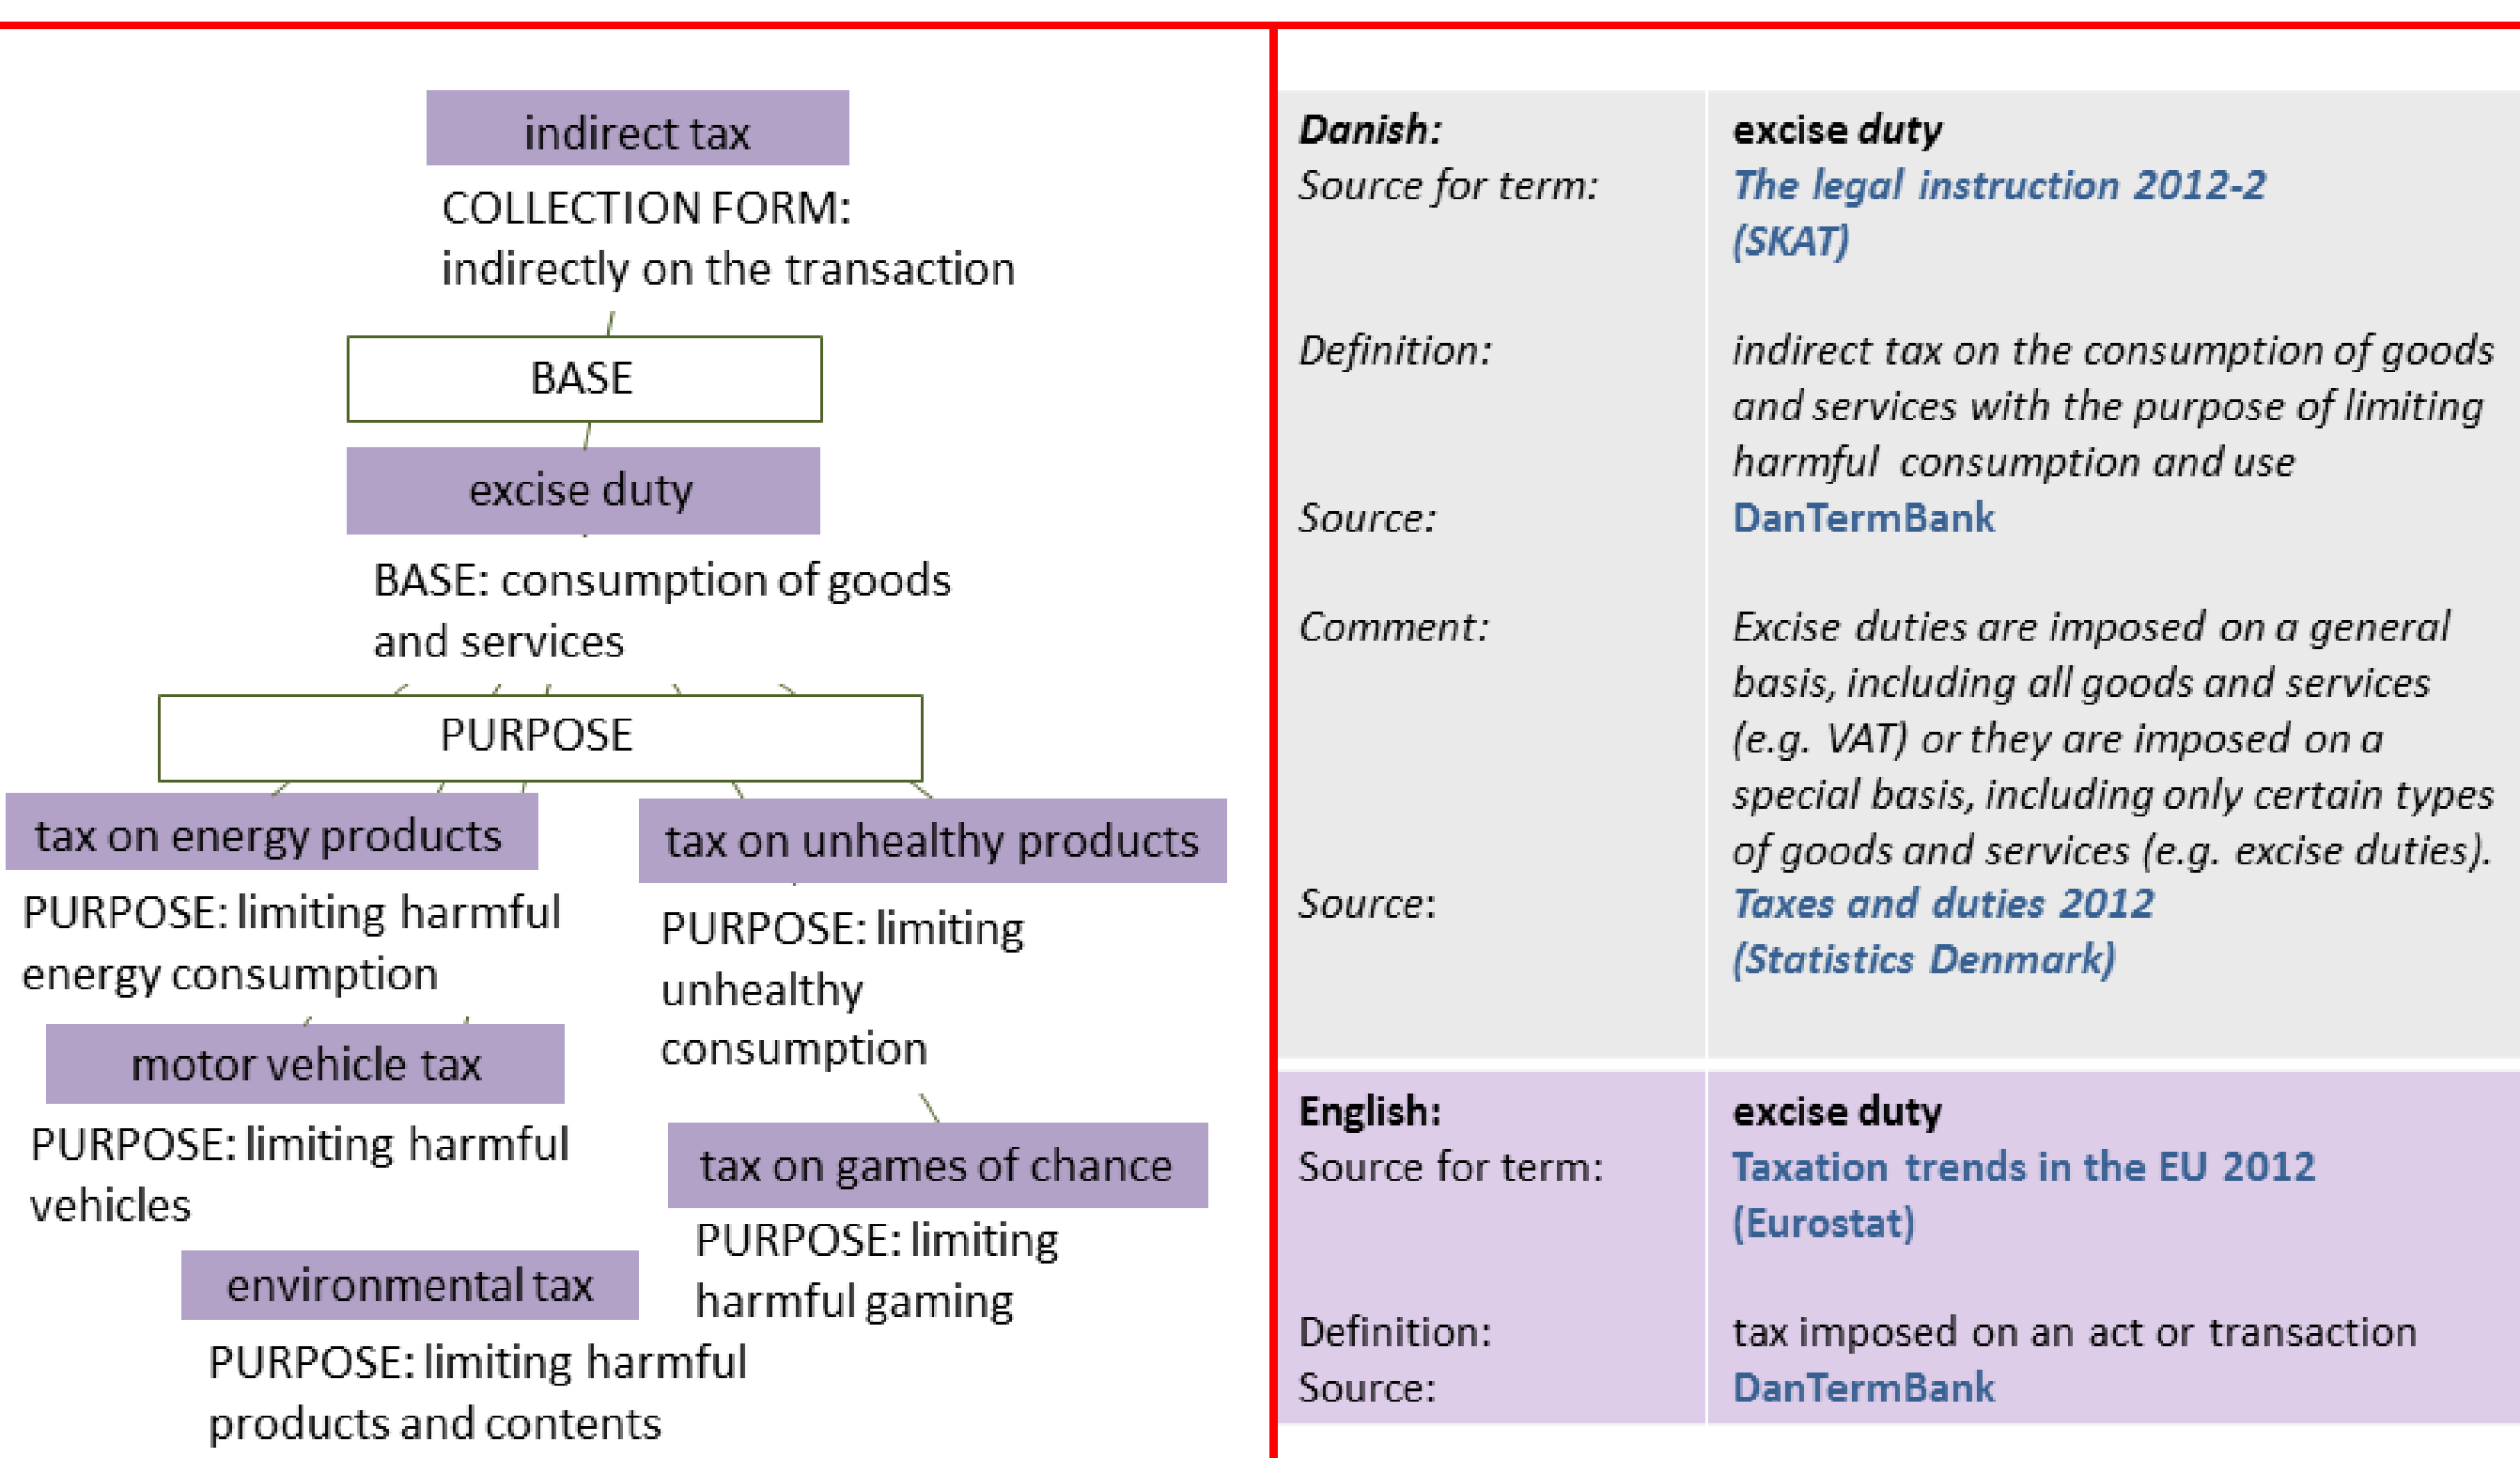 indirect tax
COLLECTION FORM:
indirectly on the transaction
BASE
excise duty
BASE: consumption of goods
and services
PURPOSE
tax on energy products
PURPOSE: limiting harmful
energy consumption
motor vehicle tax
PURPOSE: limiting harmful
vehicles
environmental tax
PURPOSE: limiting harmful
products and contents
tax on unhealthy products
PURPOSE: limiting
unhealthy
consumption
tax on games of chance
PURPOSE: limiting
harmful gaming
Danish: excise duty
Source for term: The legal instruction 2012-2
(SKAT)
Definition: indirect tax on the consumption of goods
and services with the purpose of limiting
harmful consumption and use
Source: DanTermBank
Comment: Excise duties are imposed on a general
basis, including all goods and services
(e.g. VAT) or they are imposed on a
special basis, including only certain types
of goods and services (e.g. excise duties).
Source: Taxes and duties 2012
(Statistics Denmark)
English: excise duty
Source for term: Taxation trends in the EU 2012
(Eurostat)
Definition: tax imposed on an act or transaction
Source: DanTermBank